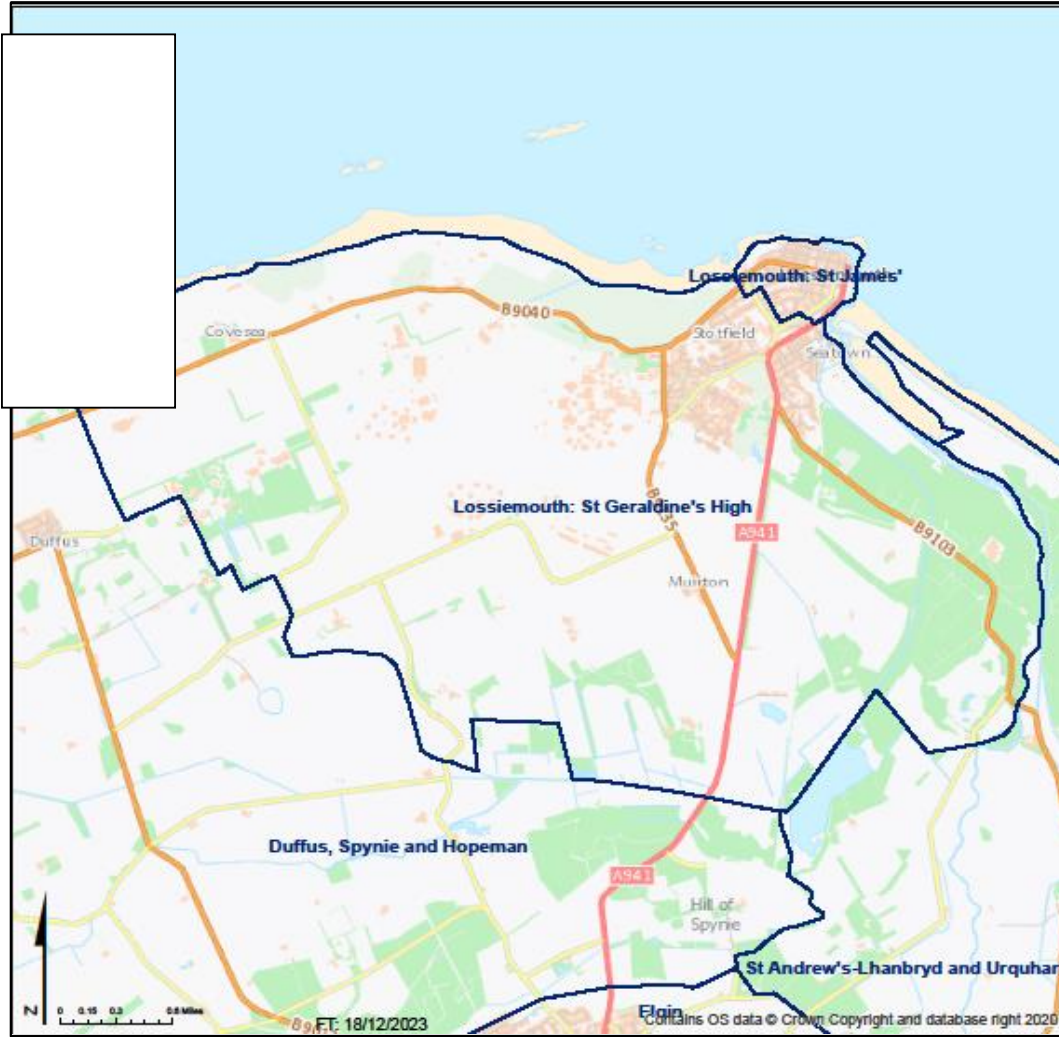 Lossiemouth: St James'
B9040
Covesea
Stotfield
Seatown
Lossiemouth: St Geraldine's High
B9135
A941
Duffus
B9103
Muirton
Duffus, Spynie and Hopeman
A941
Hill of
Spynie
St Andrew's-Lhanbryd and Urquhar
Elgin
N
0 0.15 0.3 0.6 Miles
FT: 18/12/2023
Contains OS data © Crown Copyright and database right 2020